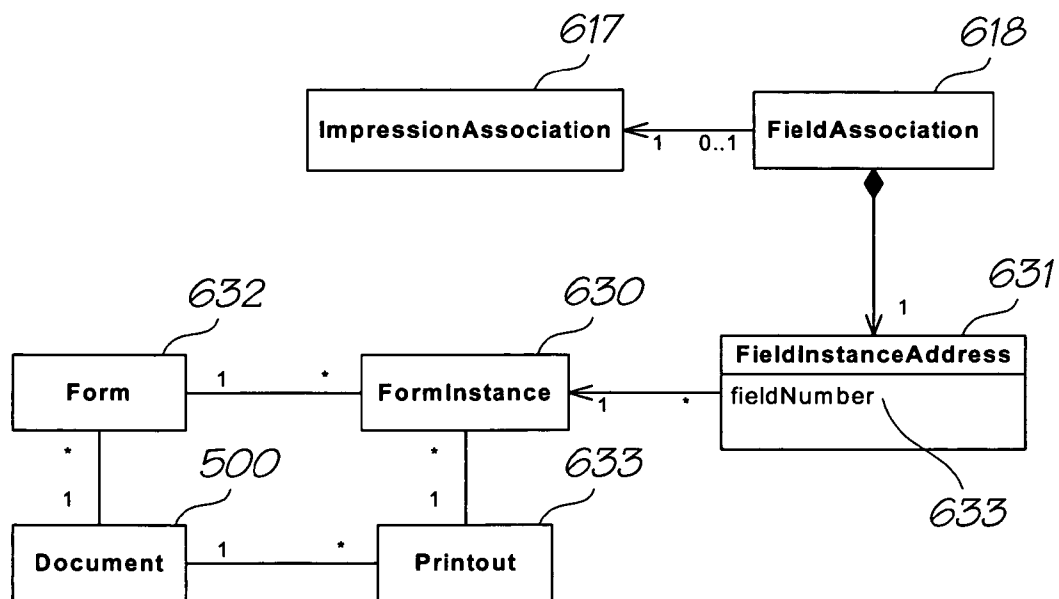 617
618
ImpressionAssociation
1
0..1
FieldAssociation
632
630
631
1
Form
1
*
FormInstance
1
*
FieldInstanceAddress
fieldNumber
*
500
*
633
633
1
1
Document
1
*
Printout